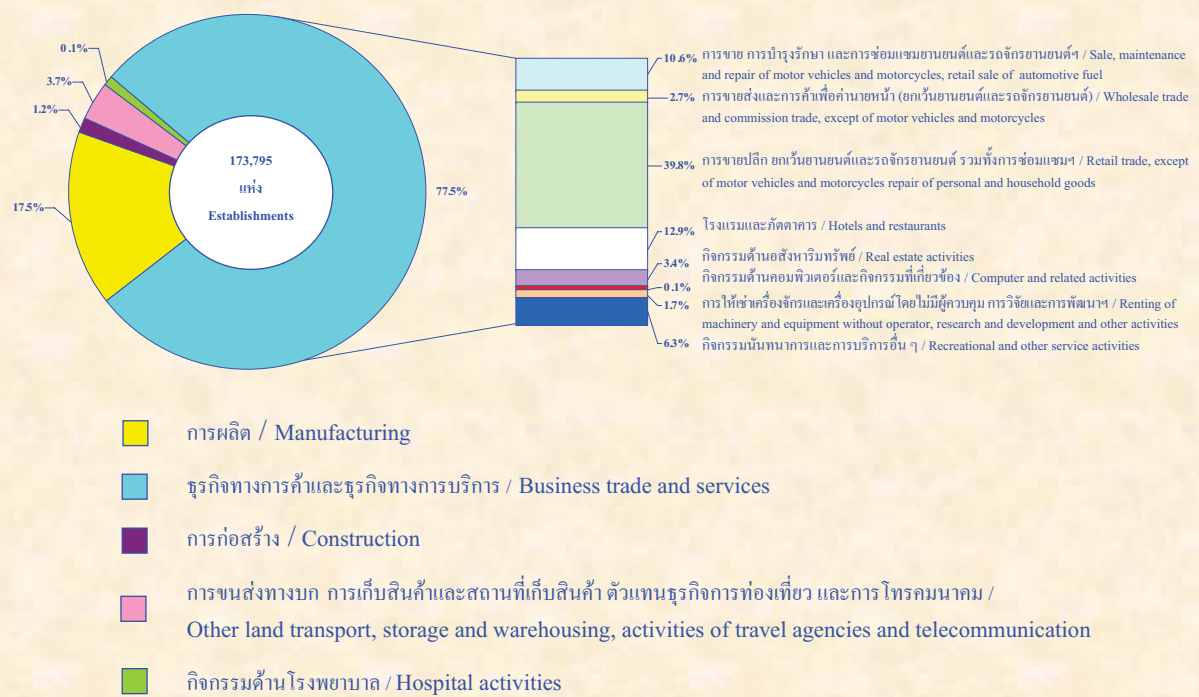 0.1%
3.7%
1.2%
17.5%
173,795
แห่ง
Establishments
77.5%
10.6% การขาย การบำรุงรักษา และการซ่อมแซมยานยนต์และรถจักรยานยนต์ฯ / Sale, maintenance
and repair of motor vehicles and motorcycles, retail sale of automotive fuel
2.7% การขายส่งและการค้าเพื่อค่านายหน้า (ยกเว้นยานยนต์และรถจักรยานยนต์) / Wholesale trade
and commission trade, except of motor vehicles and motorcycles
39.8% การขายปลีก ยกเว้นยานยนต์และรถจักรยานยนต์ รวมทั้งการซ่อมแซมฯ / Retail trade, except
of motor vehicles and motorcycles repair of personal and household goods
12.9% โรงแรมและภัตตาคาร / Hotels and restaurants
3.4% กิจกรรมด้านอสังหาริมทรัพย์ / Real estate activities
0.1% กิจกรรมด้านคอมพิวเตอร์และกิจกรรมที่เกี่ยวข้อง / Computer and related activities
1.7% การให้เช่าเครื่องจักรและเครื่องอุปกรณ์โดยไม่มีผู้ควบคุม การวิจัยและการพัฒนาฯ / Renting of
machinery and equipment without operator, research and development and other activities
6.3% กิจกรรมนันทนาการและการบริการอื่น ๆ / Recreational and other service activities
การผลิต / Manufacturing
ธุรกิจทางการค้าและธุรกิจทางการบริการ / Business trade and services
การก่อสร้าง / Construction
การขนส่งทางบก การเก็บสินค้าและสถานที่เก็บสินค้า ตัวแทนธุรกิจการท่องเที่ยว และการโทรคมนาคม /
Other land transport, storage and warehousing, activities of travel agencies and telecommunication
กิจกรรมด้านโรงพยาบาล / Hospital activities